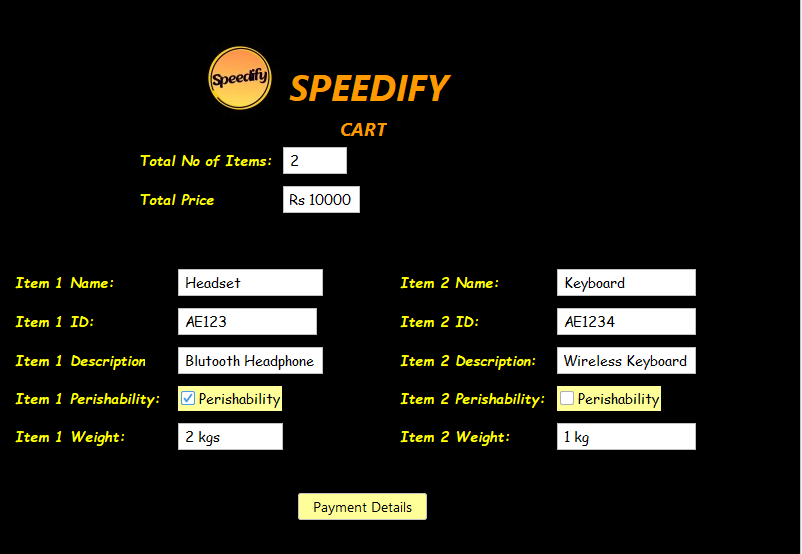 Speedify SPEEDIFY
CART
Total No of Items: 2
Total Price Rs 10000
Item 1 Name: Headset Item 2 Name: Keyboard
Item 1 ID: AE123 Item 2 ID: AE1234
Item 1 Description Blutooth Headphone Item 2 Description: Wireless Keyboard
Item 1 Perishability: Perishability Item 2 Perishability: Perishability
Item 1 Weight: 2 kgs Item 2 Weight: 1 kg
Payment Details